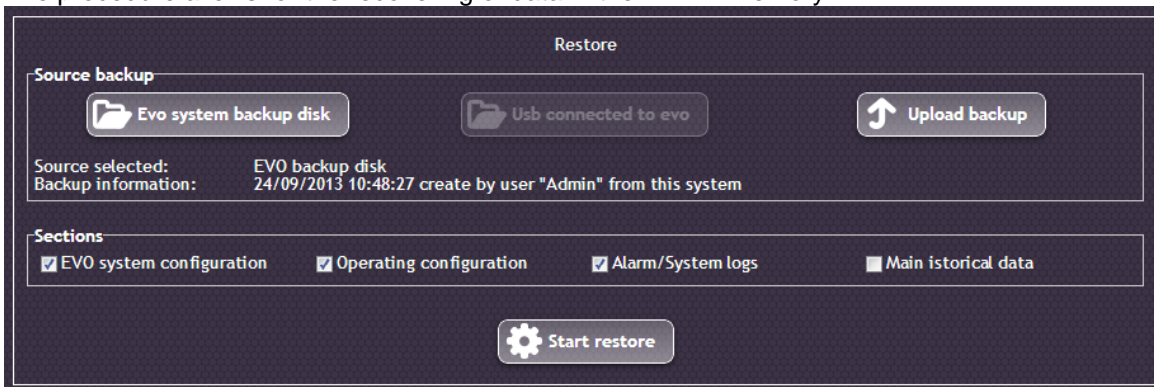 Restore
Source backup
Evo system backup disk
Usb connected to evo
Upload backup
Source selected: EVO backup disk
Backup information: 24/09/2013 10:48:27 create by user "Admin" from this system
Sections
EVO system configuration
Operating configuration
Alarm/System logs
Main istorical data
Start restore